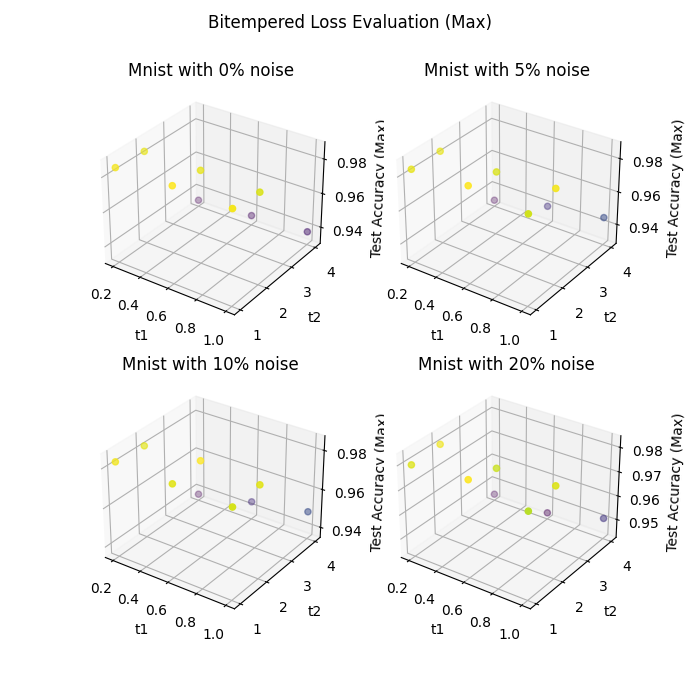 Bitempered Loss Evaluation (Max)
Mnist with 0% noise
Mnist with 5% noise
0.98
0.96
0.94
Test Accuracy (Max)
0.98
0.96
0.94
Test Accuracy (Max)
0.2
0.4
0.6
0.8
1.0
t1
1
2
3
4
t2
0.2
0.4
0.6
0.8
1.0
t1
1
2
3
4
t2
Mnist with 10% noise
Mnist with 20% noise
0.98
0.96
0.94
Test Accuracy (Max)
0.98
0.97
0.96
0.95
Test Accuracy (Max)
0.2
0.4
0.6
0.8
1.0
t1
1
2
3
4
t2
0.2
0.4
0.6
0.8
1.0
t1
1
2
3
4
t2